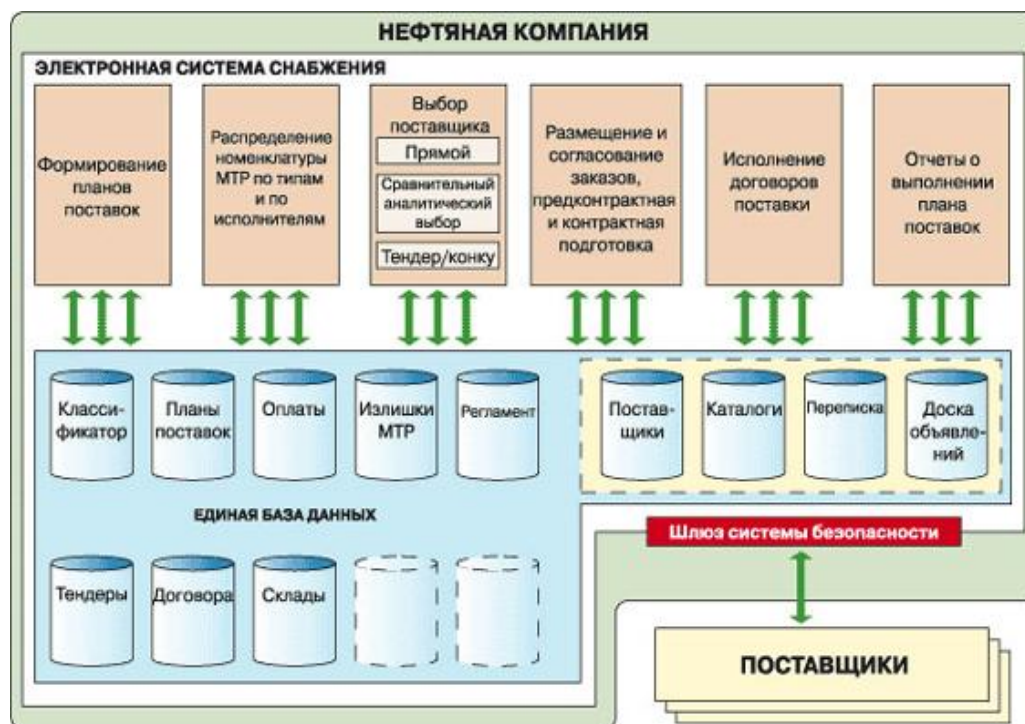 НЕФТЯНАЯ КОМПАНИЯ
ЭЛЕКТРОННАЯ СИСТЕМА СНАБЖЕНИЯ
Формирование
планов
поставок
Распределение
номенклатуры
МТР по типам
и по
исполнителям
Выбор
поставщика
Прямой
Сравнительный
аналитический
выбор
Тендер/конку
Размещение и
согласование
заказов,
предконтрактная
и контрактная
подготовка
Исполнение
договоров
поставки
Отчеты о
выполнении
плана
поставок
Класси-
фикатор
Планы
поставок
Оплаты
Излишки
МТР
Регламент
Постав-
щики
Каталоги
Переписка
Доска
объявле-
ний
ЕДИНАЯ БАЗА ДАННЫХ
Шлюз системы безопасности
Тендеры
Договора
Склады
ПОСТАВЩИКИ